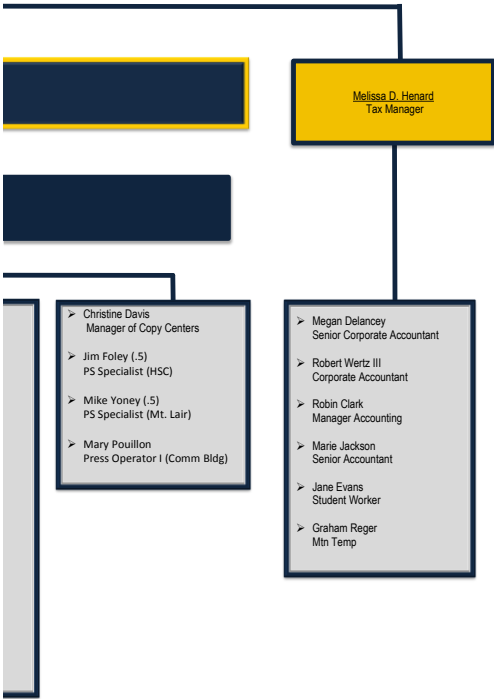 Melissa D. Henard
Tax Manager
➢ Christine Davis
Manager of Copy Centers
➢ Jim Foley (.5)
PS Specialist (HSC)
➢ Mike Yoney (.5)
PS Specialist (Mt. Lair)
➢ Mary Pouillon
Press Operator I (Comm Bldg)
➢ Megan Delancey
Senior Corporate Accountant
➢ Robert Wertz III
Corporate Accountant
➢ Robin Clark
Manager Accounting
➢ Marie Jackson
Senior Accountant
➢ Jane Evans
Student Worker
➢ Graham Reger
Mtn Temp